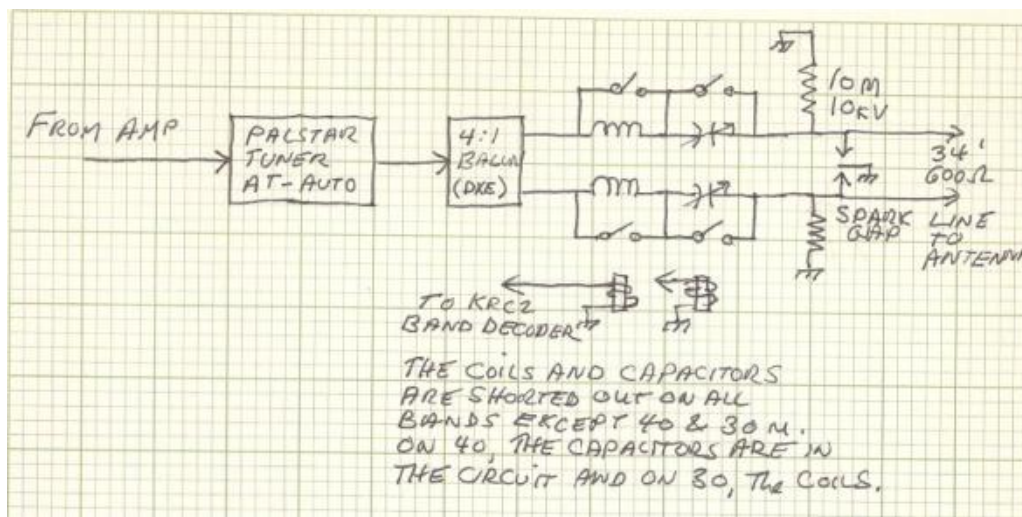 FROM AMP
PALSTAR
TUNER
AT-AUTO
4:1
BALUN
(DXE)
10M
10KV
34'
600Ω
LINE
TO
ANTENNA
SPARK
GAP
TO KRC2
BAND DECODER
THE COILS AND CAPACITORS
ARE SHORTED OUT ON ALL
BANDS EXCEPT 40 & 30 M.
ON 40, THE CAPACITORS ARE IN
THE CIRCUIT AND ON 30, The COILS.